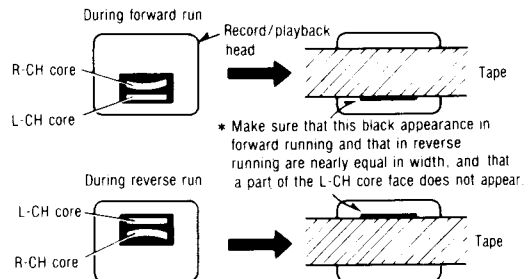 During forward run
Record/playback
head
R-CH core
L-CH core
Tape
* Make sure that this black appearance in
forward running and that in reverse
running are nearly equal in width, and that
a part of the L-CH core face does not appear.
During reverse run
L-CH core
R-CH core
Tape